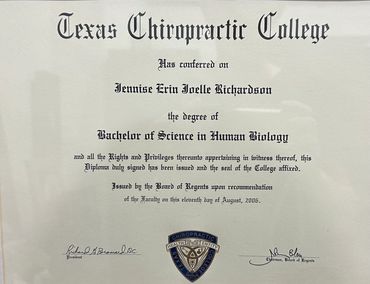 Texas Chiropractic College
Has conferred on
Jennise Erin Joelle Richardson
the degree of
Bachelor of Science in Human Biology
and all the Rights and Privileges thereunto appertaining in witness thereof, this
Diploma duly signed has been issued and the seal of the College affixed.
Issued by the Board of Regents upon recommendation
of the Faculty on this eleventh day of August, 2006.
President
Chairman, Board of Regents
CHIROPRACTIC